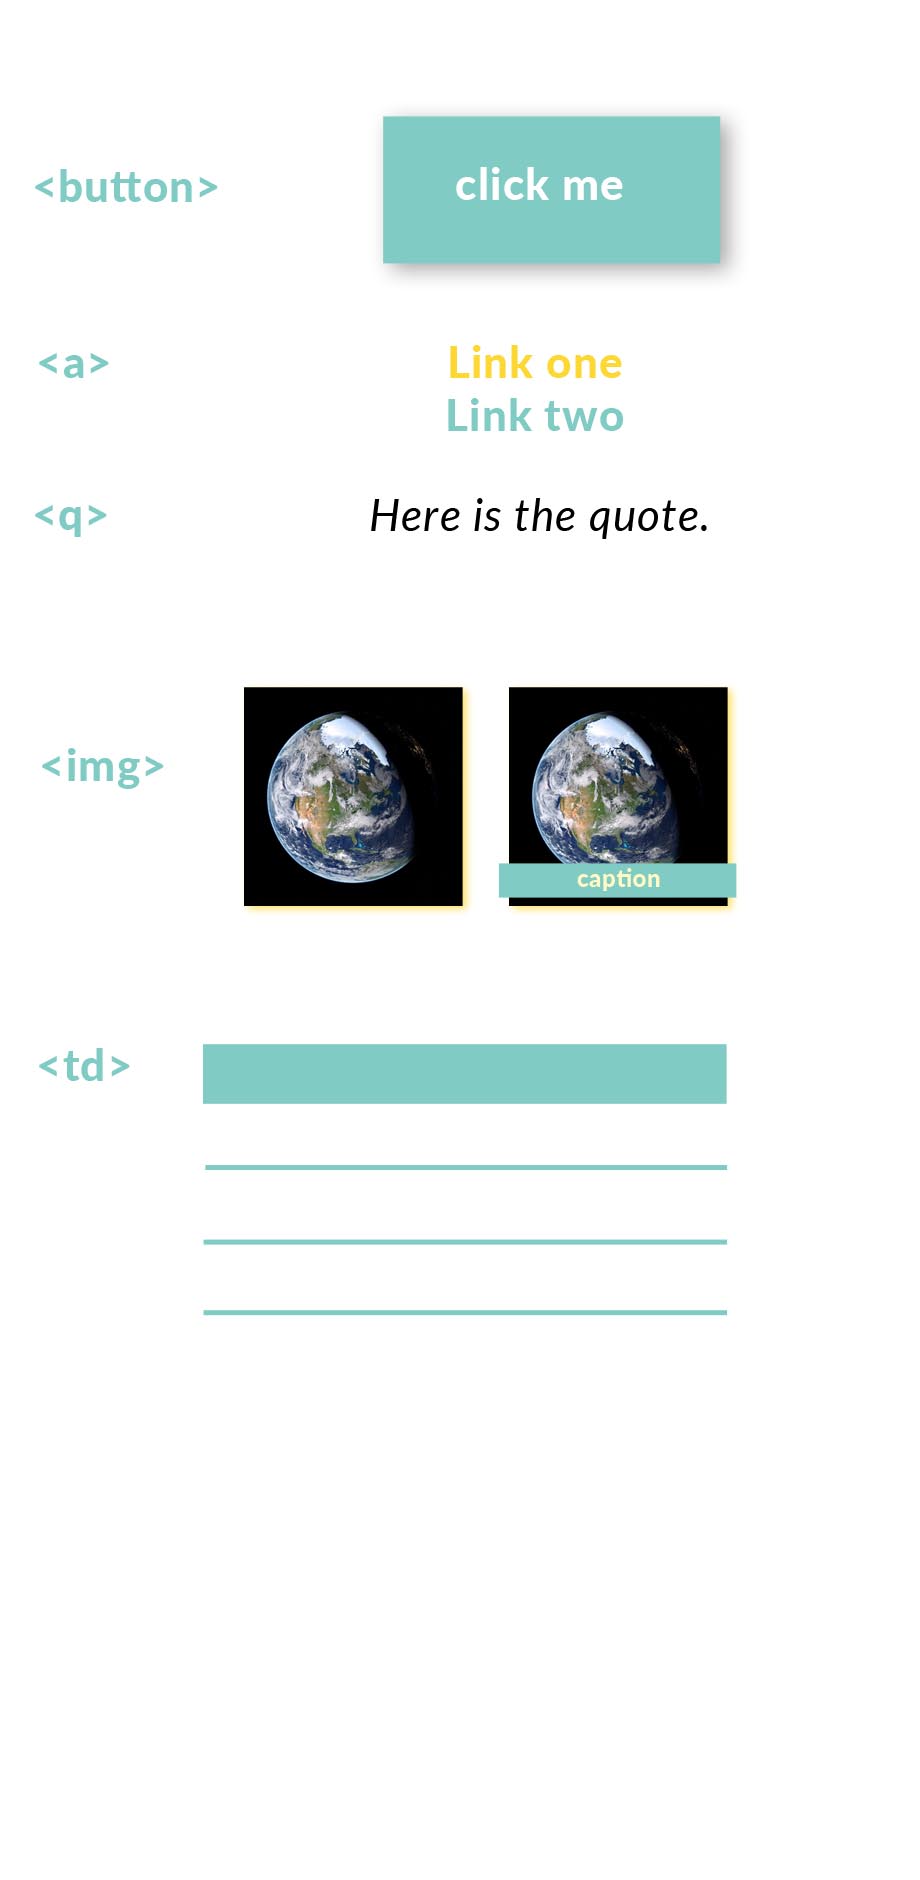 <button>
click me
<a>
Link one
Link two
<q>
Here is the quote.
<img>
caption
<td>